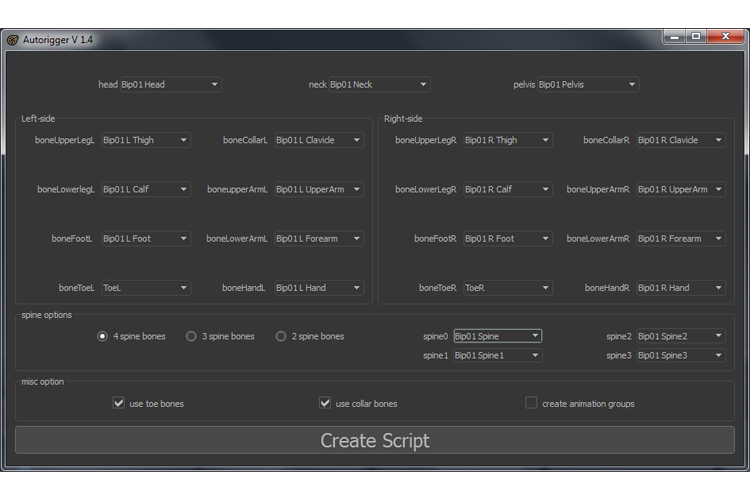 Autorigger V 1.4
head Bip01 Head neck Bip01 Neck pelvis Bip01 Pelvis
Left-side Right-side
boneUpperLegL Bip01 L Thigh boneCollarL Bip01 L Clavicle boneUpperLegR Bip01 R Thigh boneCollarR Bip01 R Clavicle
boneLowerlegL Bip01 L Calf boneupperArmL Bip01 L UpperArm boneLowerLegR Bip01 R Calf boneUpperArmR Bip01 R UpperArm
boneFootL Bip01 L Foot boneLowerArmL Bip01 L Forearm boneFootR Bip01 R Foot boneLowerArmR Bip01 R Forearm
boneToeL ToeL boneHandL Bip01 L Hand boneToeR ToeR boneHandR Bip01 R Hand
spine options
4 spine bones 3 spine bones 2 spine bones spine0 Bip01 Spine spine2 Bip01 Spine2
spine1 Bip01 Spine1 spine3 Bip01 Spine3
misc option
use toe bones use collar bones create animation groups
Create Script